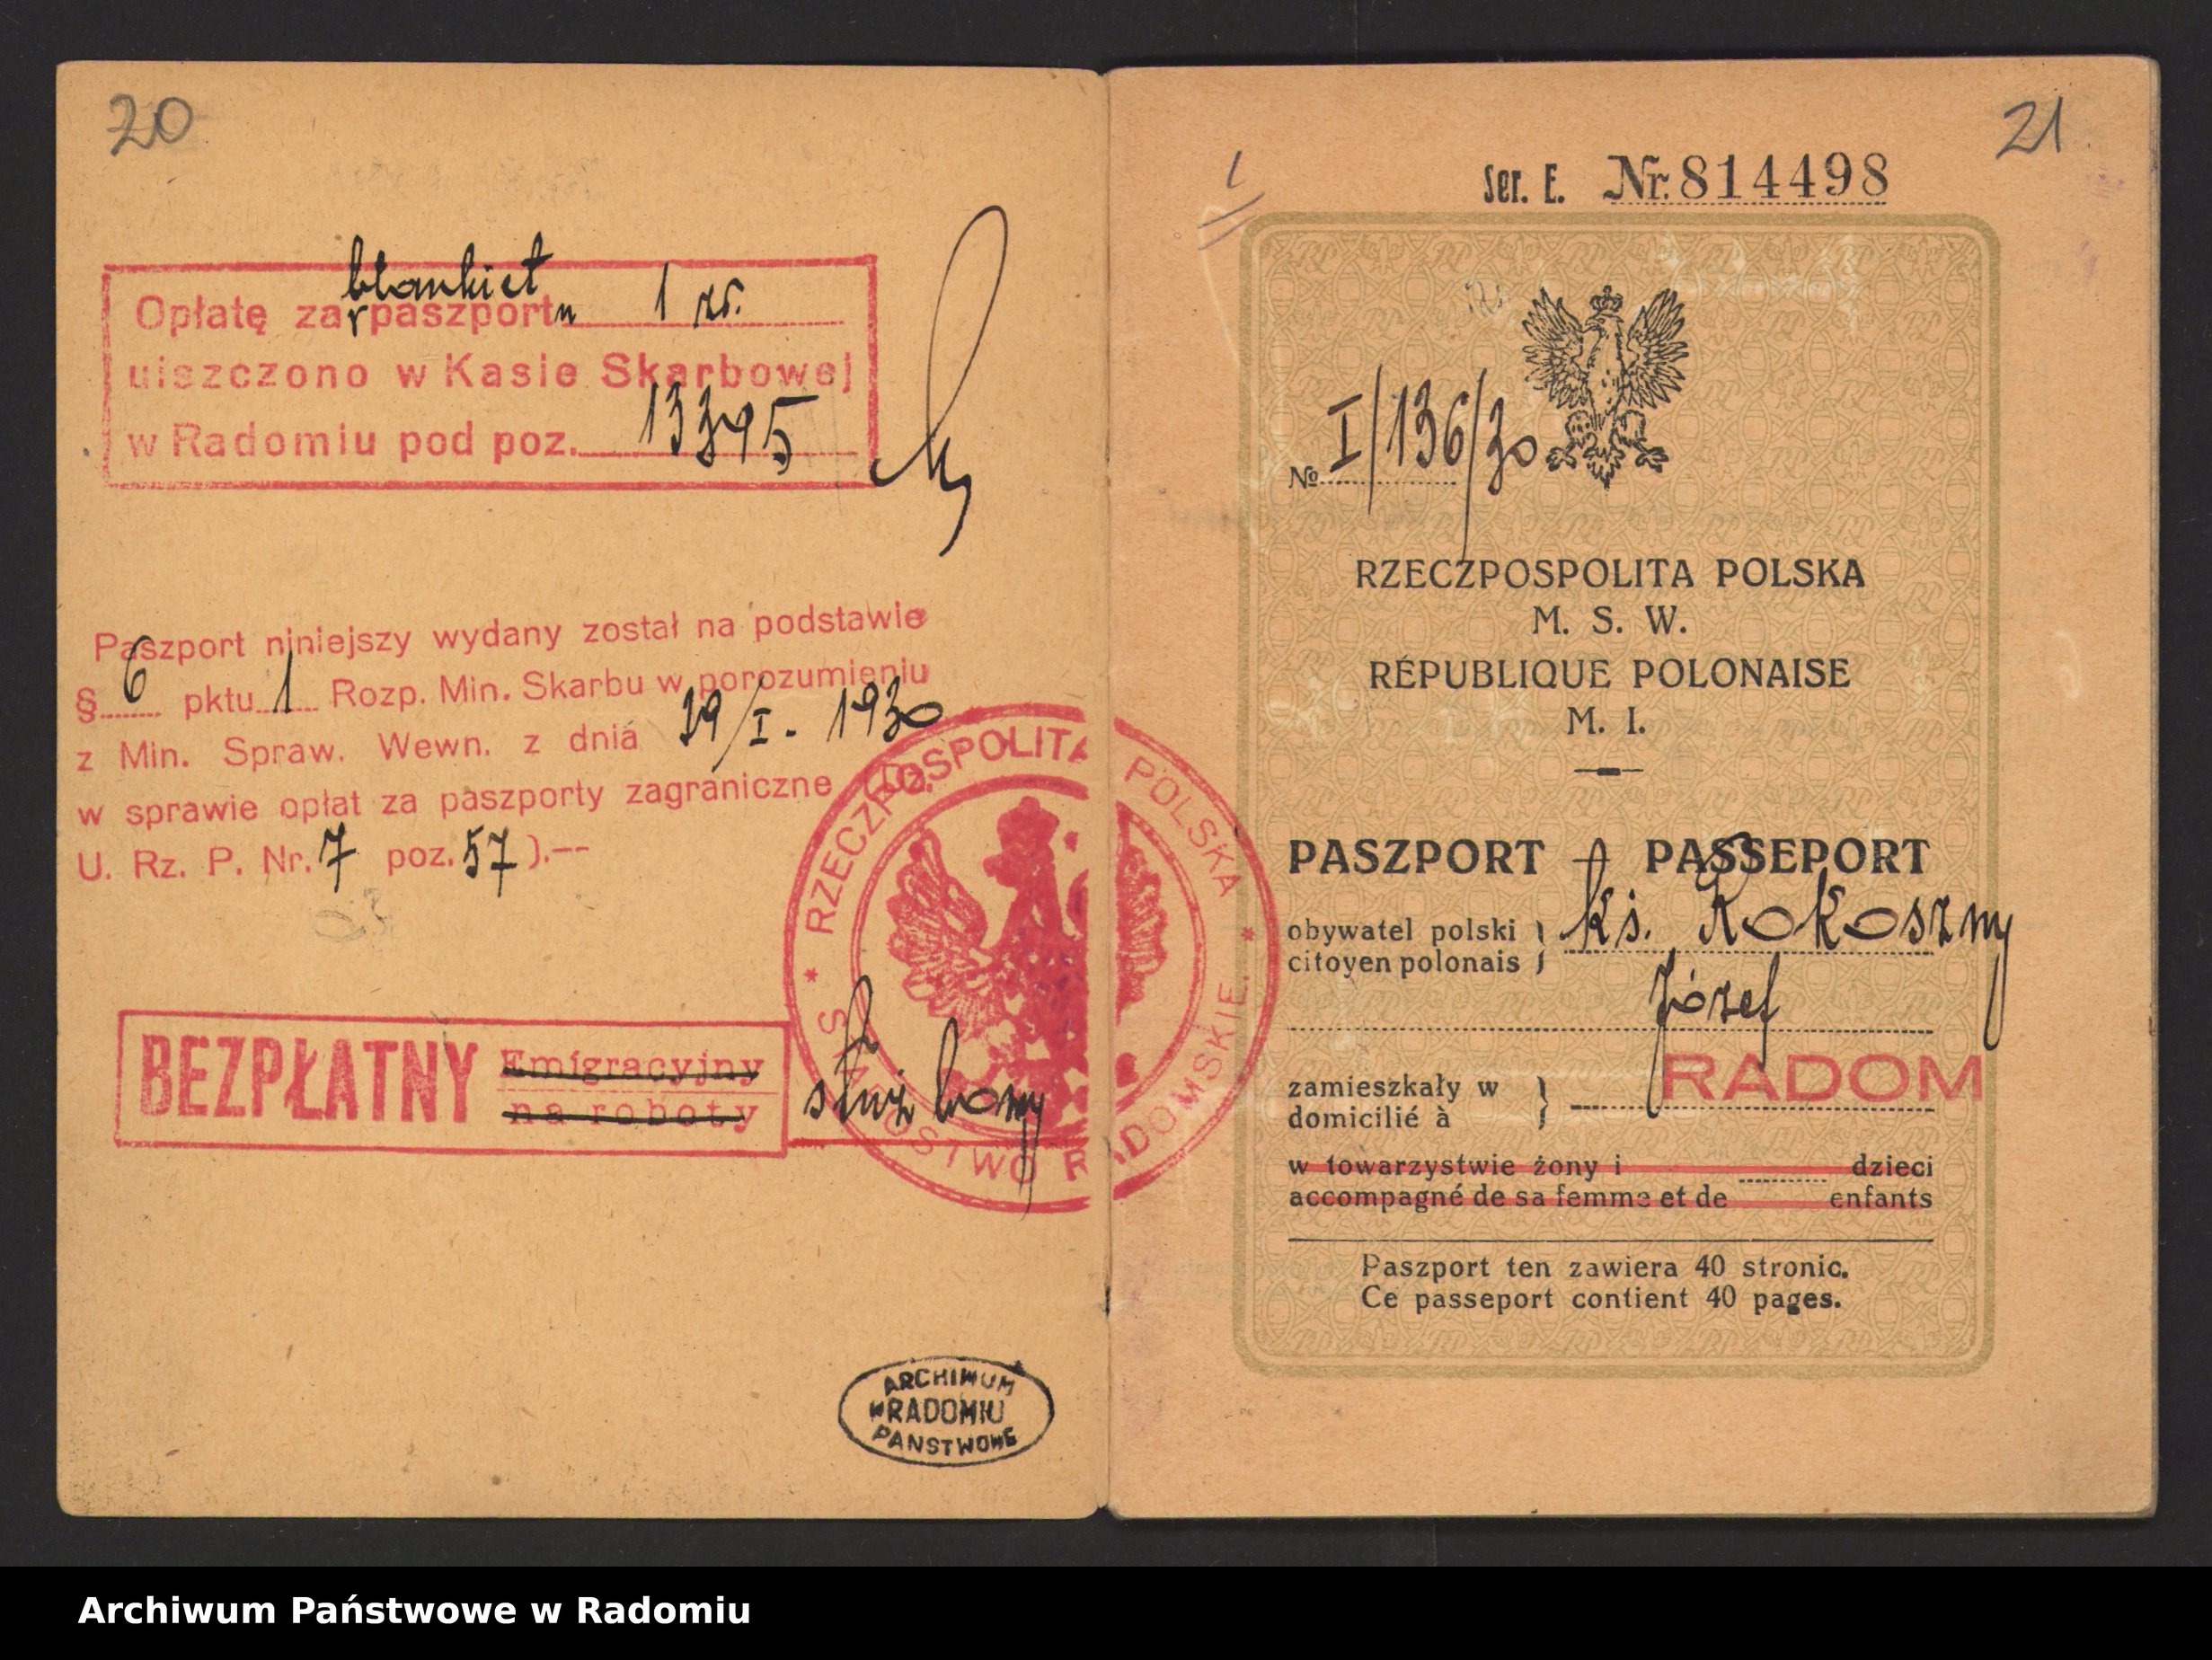 20
Opłatę za blankiet paszportu 1 zł.
uiszczono w Kasie Skarbowej
w Radomiu pod poz. 13395
Paszport niniejszy wydany został na podstawie
§ 6 pktu 1 Rozp. Min. Skarbu w porozumieniu
z Min. Spraw. Wewn. z dnia 29/I. 1930
w sprawie opłat za paszporty zagraniczne (Dz.
U. Rz. P. Nr. 7 poz. 57 ).--
BEZPŁATNY Emigracyjny
na roboty
służbowy
RZECZPOSPOLITA POLSKA
* STAROSTWO RADOMSKIE. *
ARCHIWUM
W RADOMIU
PANSTWOWE
21
Ser. E. Nr. 814498
No I/136/30
RZECZPOSPOLITA POLSKA
M. S. W.
RÉPUBLIQUE POLONAISE
M. I.
PASZPORT PASSEPORT
obywatel polski } ks. Rokoszny
citoyen polonais
Józef
zamieszkały w } RADOM
domicilié à
w towarzystwie żony i dzieci
accompagné de sa femme et de enfants
Paszport ten zawiera 40 stronic.
Ce passeport contient 40 pages.
Archiwum Państwowe w Radomiu